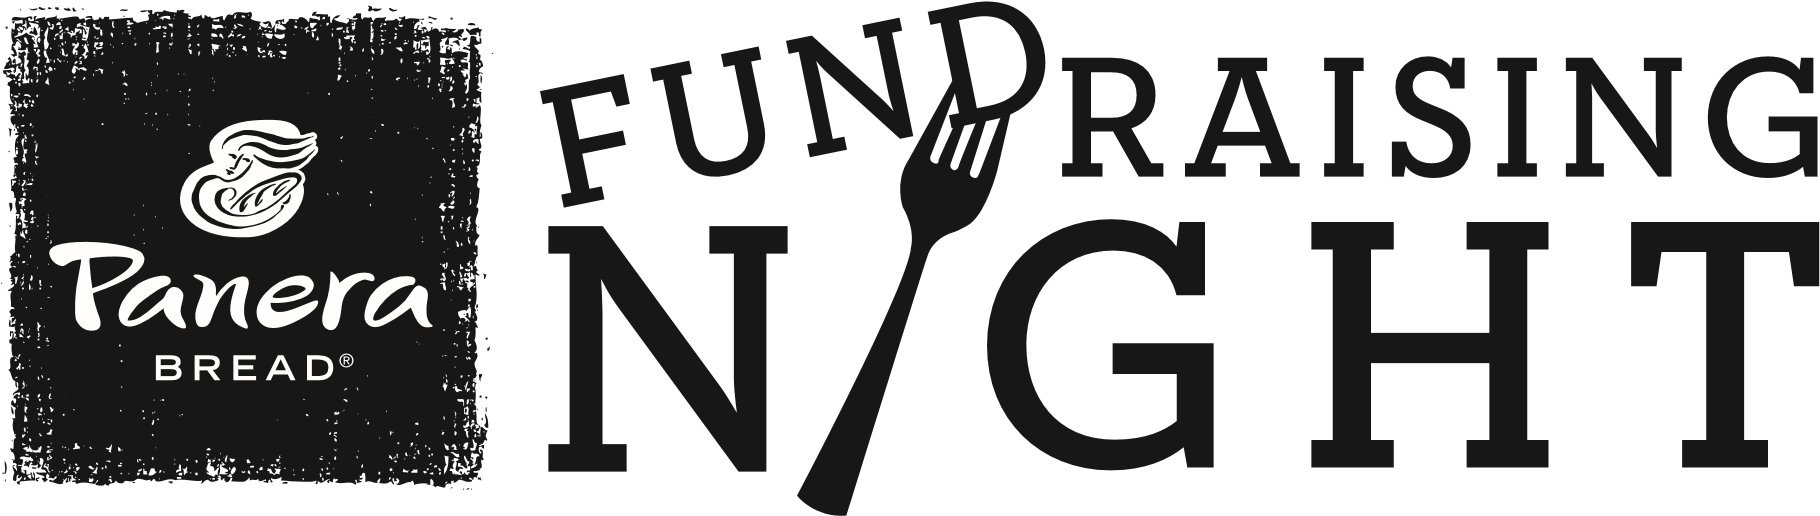 Panera
BREAD®
FUNDRAISING
NIGHT